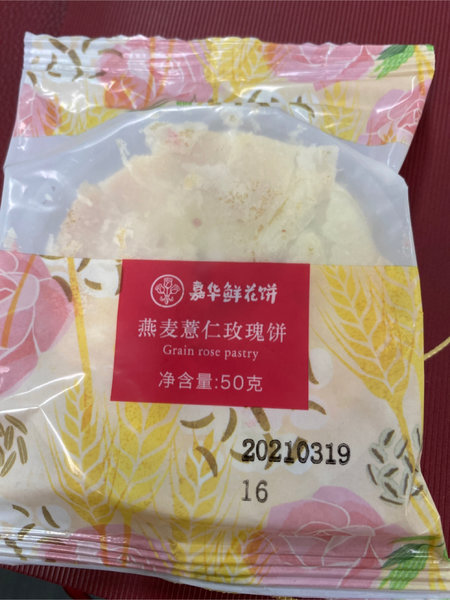 嘉华鲜花饼
燕麦薏仁玫瑰饼
Grain rose pastry
净含量:50克
20210319
16